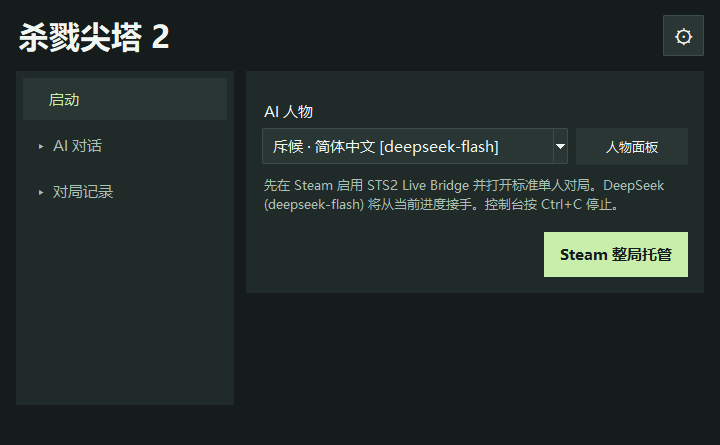 杀戮尖塔 2
启动
AI 对话
对局记录
AI 人物
斥候 · 简体中文 [deepseek-flash]
人物面板
先在 Steam 启用 STS2 Live Bridge 并打开标准单人对局。DeepSeek
(deepseek-flash) 将从当前进度接手。控制台按 Ctrl+C 停止。
Steam 整局托管